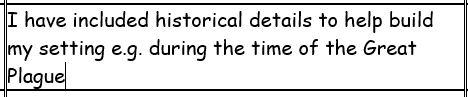 I have included historical details to help build
my setting e.g. during the time of the Great
Plague